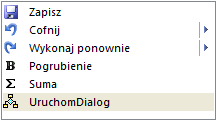 Zapisz
Cofnij
Wykonaj ponownie
B Pogrubienie
Σ Suma
UruchomDialog